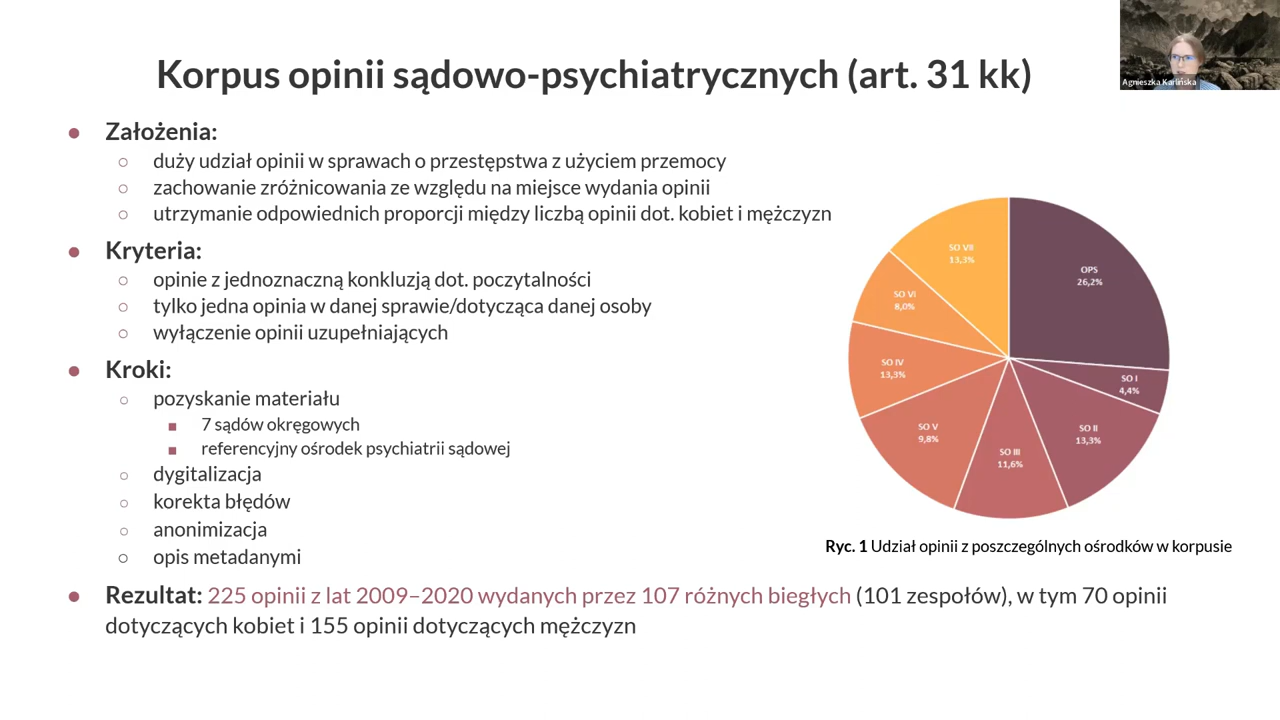 Korpus opinii sądowo-psychiatrycznych (art. 31 kk)
Agnieszka Karlińska
● Założenia:
○ duży udział opinii w sprawach o przestępstwa z użyciem przemocy
○ zachowanie zróżnicowania ze względu na miejsce wydania opinii
○ utrzymanie odpowiednich proporcji między liczbą opinii dot. kobiet i mężczyzn
● Kryteria:
○ opinie z jednoznaczną konkluzją dot. poczytalności
○ tylko jedna opinia w danej sprawie/dotycząca danej osoby
○ wyłączenie opinii uzupełniających
● Kroki:
○ pozyskanie materiału
■ 7 sądów okręgowych
■ referencyjny ośrodek psychiatrii sądowej
○ dygitalizacja
○ korekta błędów
○ anonimizacja
○ opis metadanymi
● Rezultat: 225 opinii z lat 2009–2020 wydanych przez 107 różnych biegłych (101 zespołów), w tym 70 opinii
dotyczących kobiet i 155 opinii dotyczących mężczyzn
OPS
26,2%
SO I
4,4%
SO II
13,3%
SO III
11,6%
SO V
9,8%
SO IV
13,3%
SO VI
8,0%
SO VII
13,3%
Ryc. 1 Udział opinii z poszczególnych ośrodków w korpusie